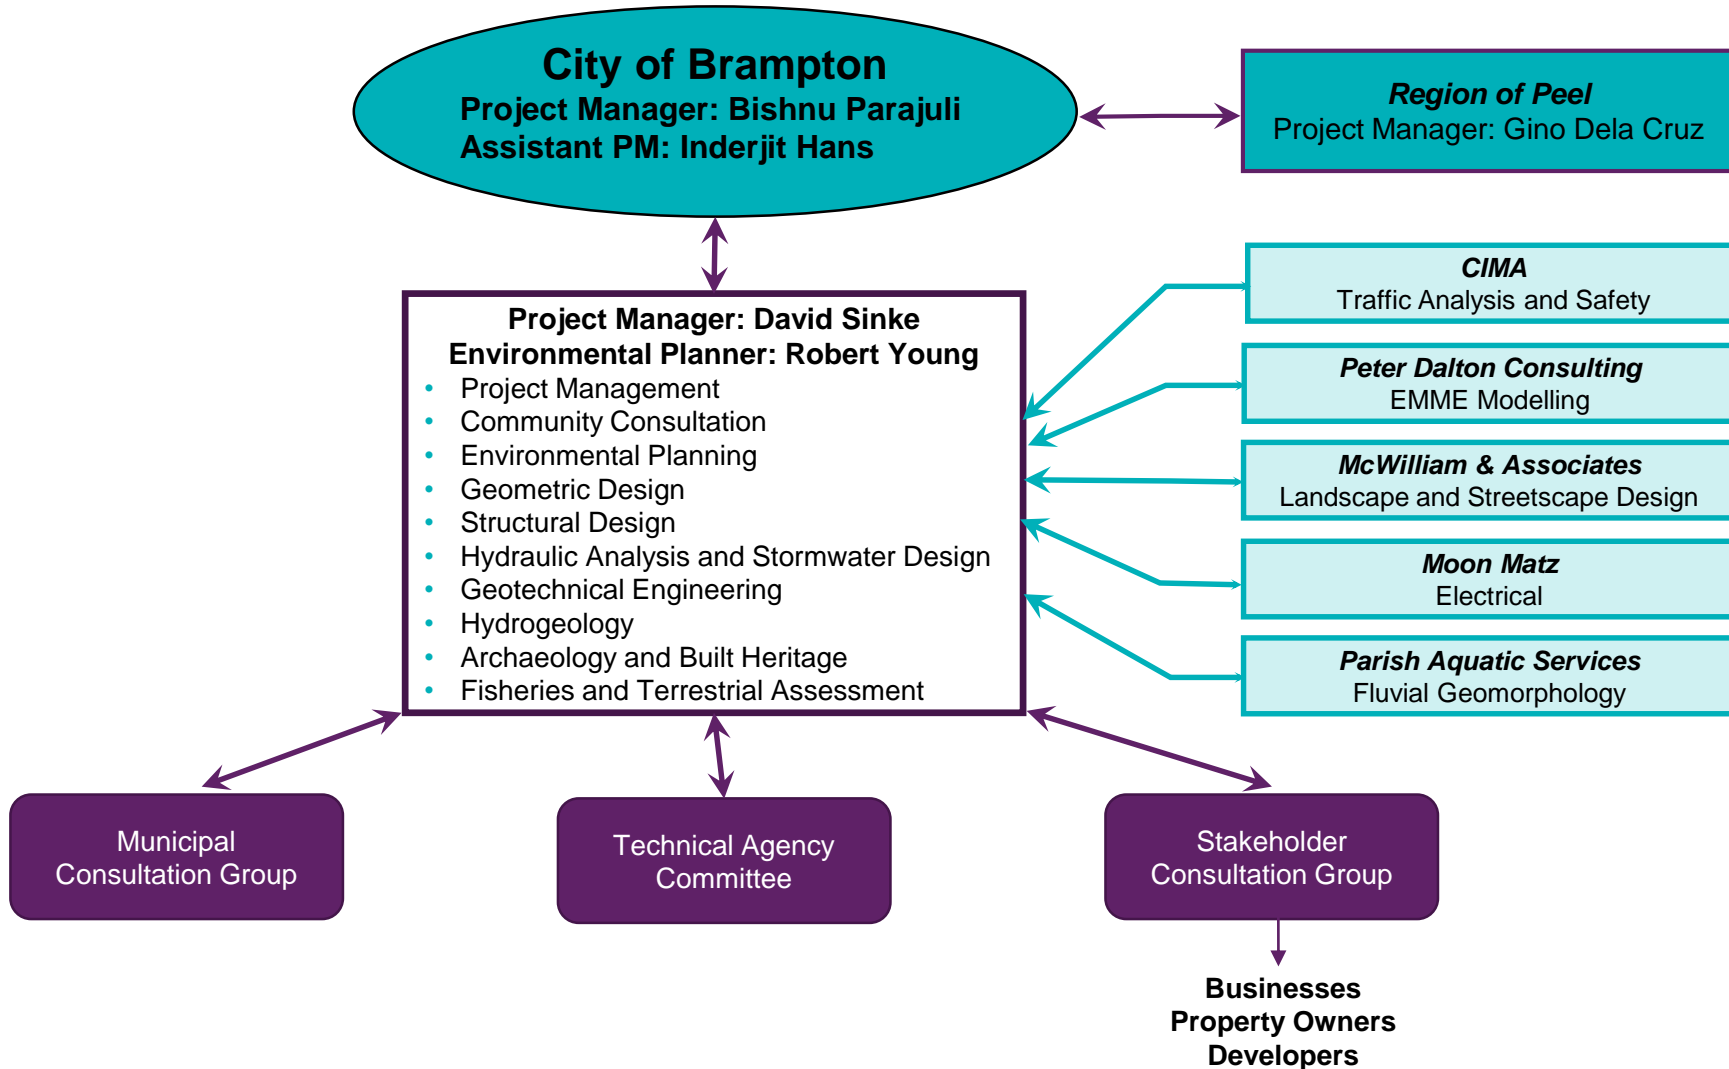 City of Brampton
Project Manager: Bishnu Parajuli
Assistant PM: Inderjit Hans
Region of Peel
Project Manager: Gino Dela Cruz
Project Manager: David Sinke
Environmental Planner: Robert Young
• Project Management
• Community Consultation
• Environmental Planning
• Geometric Design
• Structural Design
• Hydraulic Analysis and Stormwater Design
• Geotechnical Engineering
• Hydrogeology
• Archaeology and Built Heritage
• Fisheries and Terrestrial Assessment
CIMA
Traffic Analysis and Safety
Peter Dalton Consulting
EMME Modelling
McWilliam & Associates
Landscape and Streetscape Design
Moon Matz
Electrical
Parish Aquatic Services
Fluvial Geomorphology
Municipal
Consultation Group
Technical Agency
Committee
Stakeholder
Consultation Group
Businesses
Property Owners
Developers